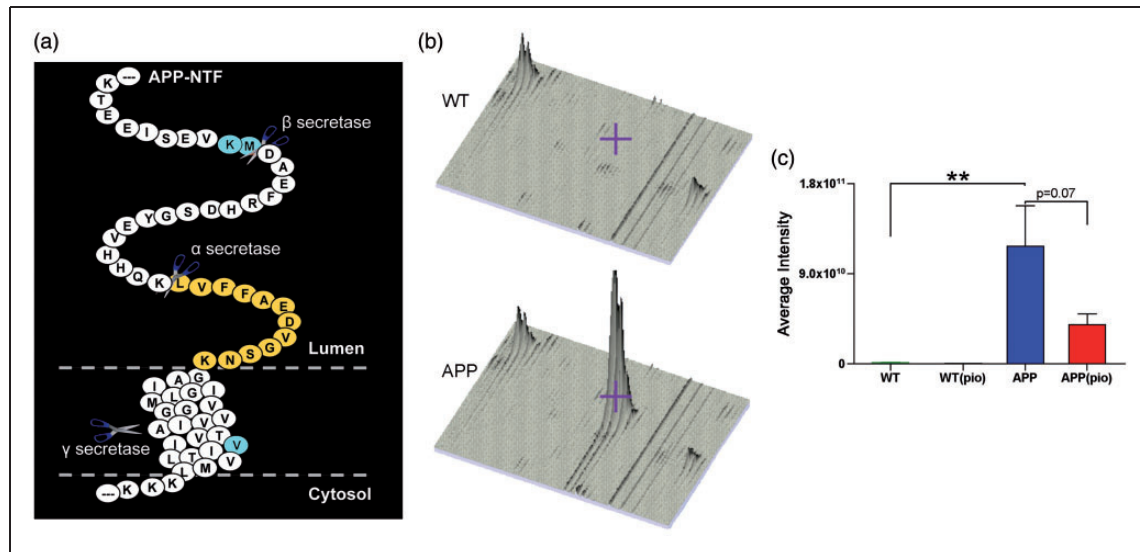 (a)
--- APP-NTF
K
T
E E I S E V K M D
β secretase
A
E
E Y G S D H R F
V
H
H Q K L V F F A E
α secretase
D
V
K N S G
Lumen
I A G
M L G I
G G V
A I V V
I V T V
γ secretase
L T I V
L M
--- K K K
Cytosol
(b)
WT
APP
(c)
Average Intensity
1.8x10¹¹
9.0x10¹⁰
0
**
p=0.07
WT WT(pio) APP APP(pio)